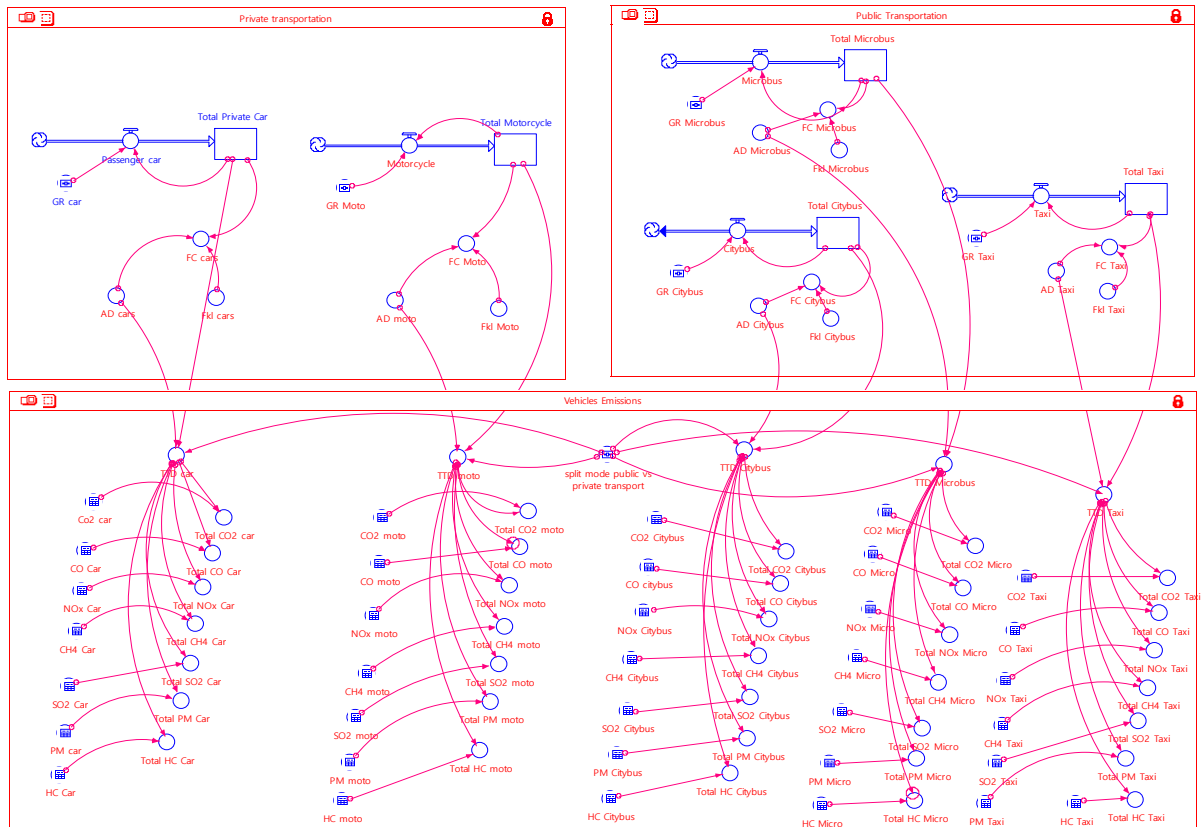 Private transportation
Total Private Car
Passenger car
GR car
FC cars
AD cars
Fkl cars
Total Motorcycle
Motorcycle
GR Moto
FC Moto
AD moto
Fkl Moto
Public Transportation
Total Microbus
Microbus
GR Microbus
FC Microbus
AD Microbus
Fkl Microbus
Total Citybus
Citybus
GR Citybus
FC Citybus
AD Citybus
Fkl Citybus
Total Taxi
Taxi
GR Taxi
FC Taxi
AD Taxi
Fkl Taxi
Vehicles Emissions
split mode public vs
private transport
TTD car
Co2 car
Total CO2 car
CO Car
Total CO Car
NOx Car
Total NOx Car
CH4 Car
Total CH4 Car
SO2 Car
Total SO2 Car
PM car
Total PM Car
HC Car
Total HC Car
TTD moto
CO2 moto
Total CO2 moto
CO moto
Total CO moto
NOx moto
Total NOx moto
CH4 moto
Total CH4 moto
SO2 moto
Total SO2 moto
PM moto
Total PM moto
HC moto
Total HC moto
TTD Citybus
CO2 Citybus
Total CO2 Citybus
CO citybus
Total CO Citybus
NOx Citybus
Total NOx Citybus
CH4 Citybus
Total CH4 Citybus
SO2 Citybus
Total SO2 Citybus
PM Citybus
Total PM Citybus
HC Citybus
Total HC Citybus
TTD Microbus
CO2 Micro
Total CO2 Micro
CO Micro
Total CO Micro
NOx Micro
Total NOx Micro
CH4 Micro
Total CH4 Micro
SO2 Micro
Total SO2 Micro
PM Micro
Total PM Micro
HC Micro
Total HC Micro
TTD Taxi
CO2 Taxi
Total CO2 Taxi
CO Taxi
Total CO Taxi
NOx Taxi
Total NOx Taxi
CH4 Taxi
Total CH4 Taxi
SO2 Taxi
Total SO2 Taxi
PM Taxi
Total PM Taxi
HC Taxi
Total HC Taxi